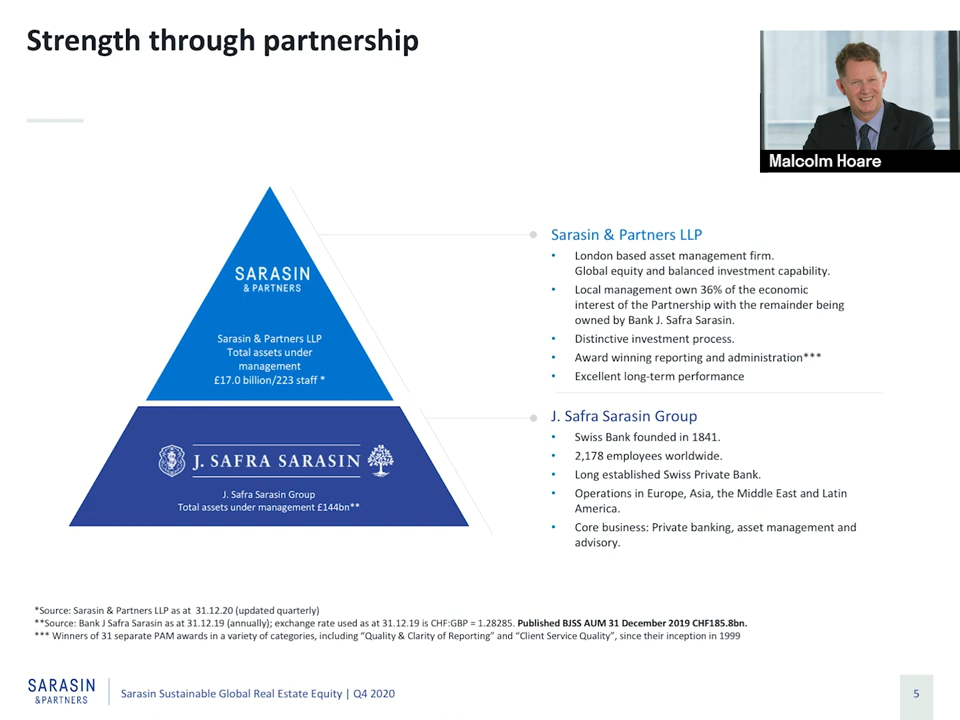 Strength through partnership
Malcolm Hoare
SARASIN
& PARTNERS
Sarasin & Partners LLP
Total assets under
management
£17.0 billion/223 staff *
J. SAFRA SARASIN
J. Safra Sarasin Group
Total assets under management £144bn**
Sarasin & Partners LLP
• London based asset management firm.
Global equity and balanced investment capability.
• Local management own 36% of the economic
interest of the Partnership with the remainder being
owned by Bank J. Safra Sarasin.
• Distinctive investment process.
• Award winning reporting and administration***
• Excellent long-term performance
J. Safra Sarasin Group
• Swiss Bank founded in 1841.
• 2,178 employees worldwide.
• Long established Swiss Private Bank.
• Operations in Europe, Asia, the Middle East and Latin
America.
• Core business: Private banking, asset management and
advisory.
*Source: Sarasin & Partners LLP as at 31.12.20 (updated quarterly)
**Source: Bank J Safra Sarasin as at 31.12.19 (annually); exchange rate used as at 31.12.19 is CHF:GBP = 1.28285. Published BJSS AUM 31 December 2019 CHF185.8bn.
*** Winners of 31 separate PAM awards in a variety of categories, including “Quality & Clarity of Reporting” and “Client Service Quality”, since their inception in 1999
SARASIN
&PARTNERS
Sarasin Sustainable Global Real Estate Equity | Q4 2020
5